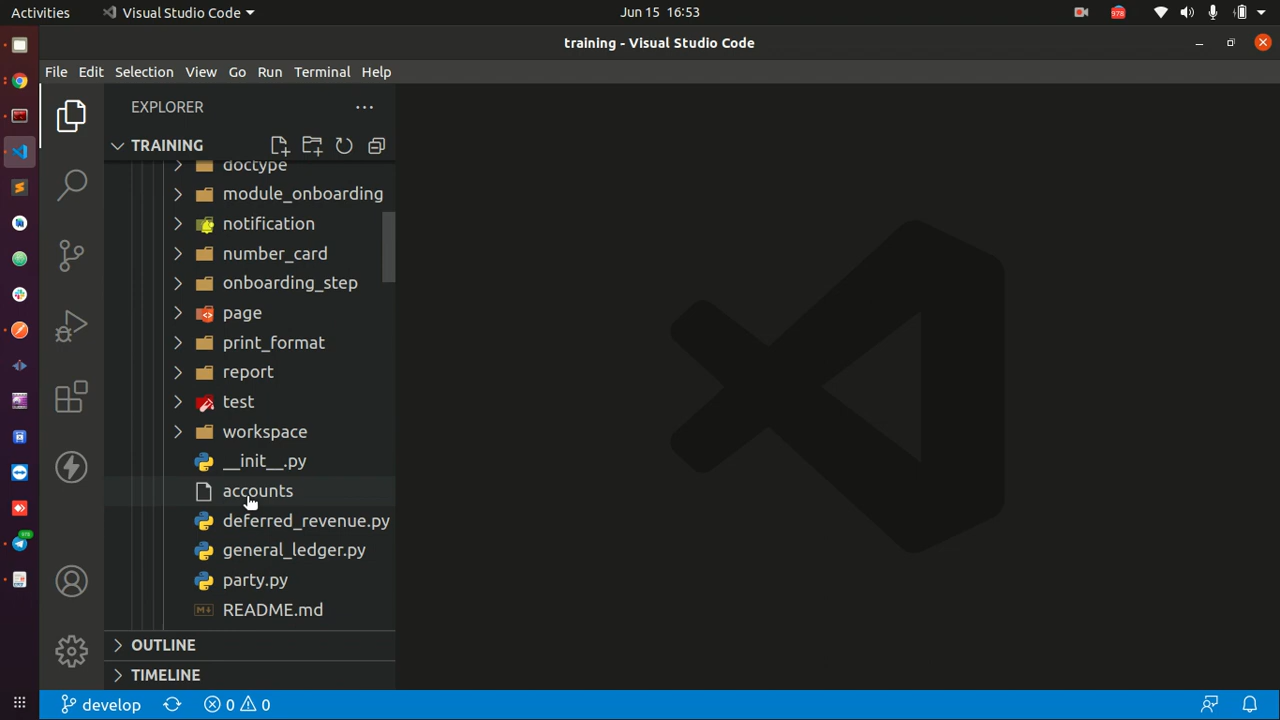 Activities
Visual Studio Code
Jun 15 16:53
978
training - Visual Studio Code
File Edit Selection View Go Run Terminal Help
EXPLORER
TRAINING
doctype
module_onboarding
notification
number_card
onboarding_step
page
print_format
report
test
workspace
__init__.py
accounts
deferred_revenue.py
general_ledger.py
party.py
README.md
OUTLINE
TIMELINE
develop
0 0